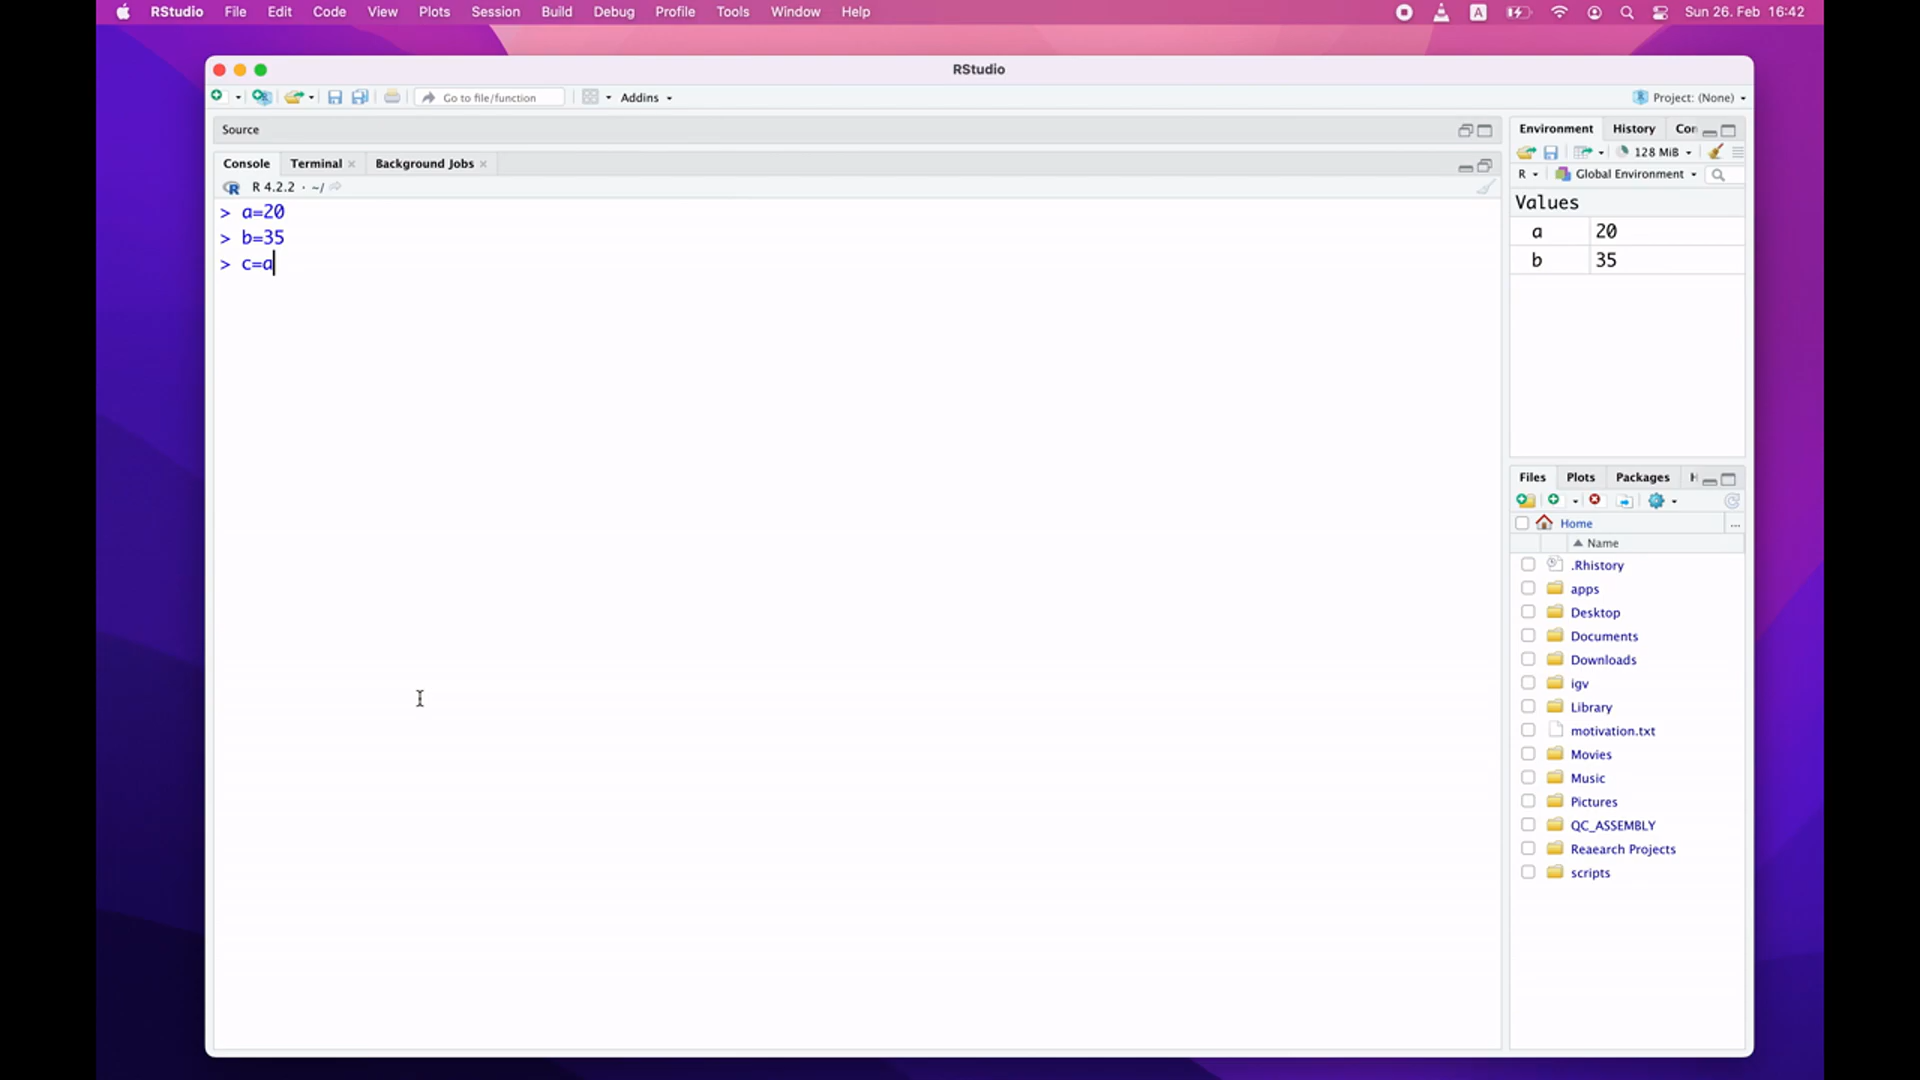 RStudio File Edit Code View Plots Session Build Debug Profile Tools Window Help A Sun 26. Feb 16:42
RStudio
Go to file/function Addins Project: (None)
Source
Console Terminal Background Jobs
R 4.2.2 · ~/
> a=20
> b=35
> c=a
Environment History Con
128 MiB
R Global Environment
Values
a 20
b 35
Files Plots Packages H
Home ...
Name
.Rhistory
apps
Desktop
Documents
Downloads
igv
Library
motivation.txt
Movies
Music
Pictures
QC_ASSEMBLY
Reaearch Projects
scripts